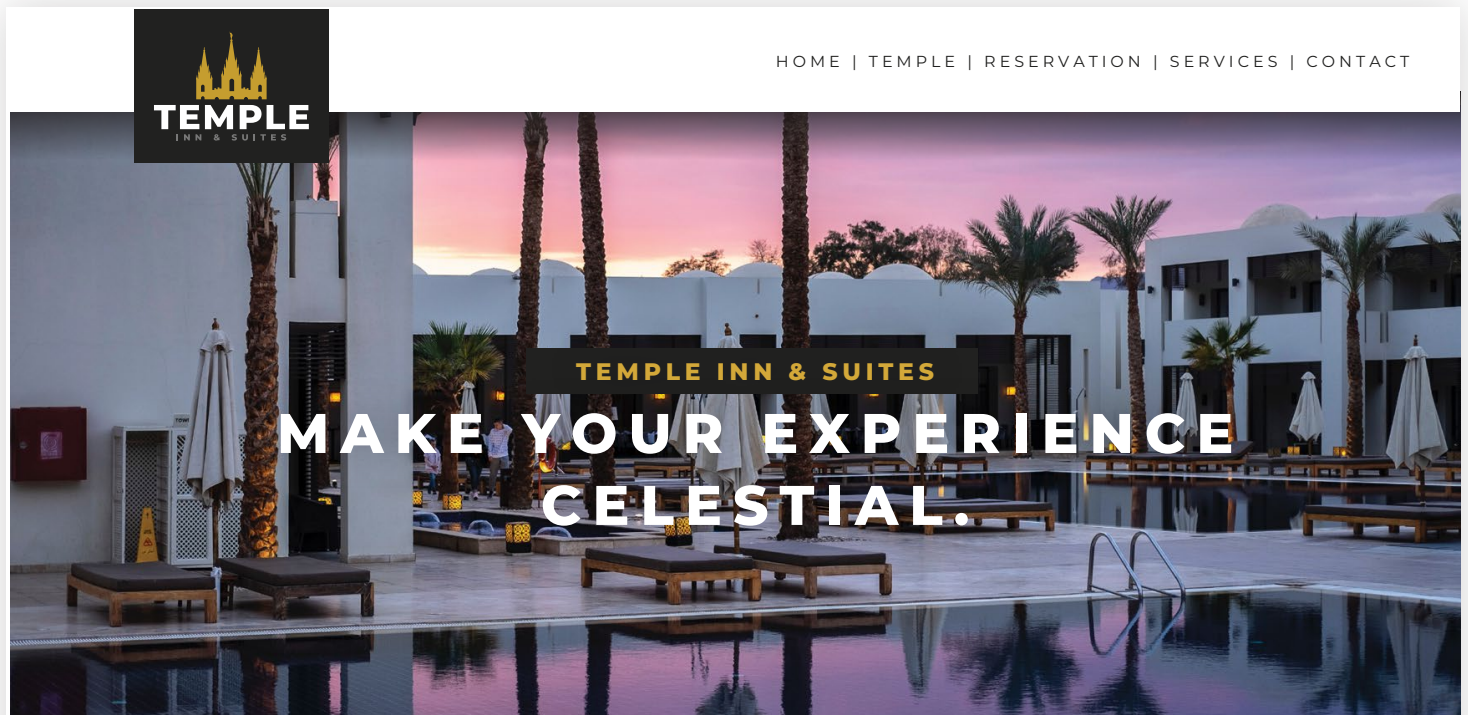 HOME | TEMPLE | RESERVATION | SERVICES | CONTACT
TEMPLE
INN & SUITES
TEMPLE INN & SUITES
MAKE YOUR EXPERIENCE
CELESTIAL.